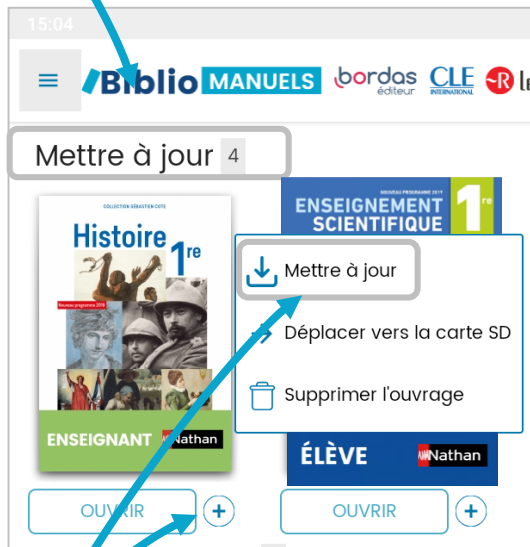 15:04
Biblio MANUELS bordas éditeur CLE INTERNATIONAL R le
Mettre à jour 4
COLLECTION SÉBASTIEN COTE
Histoire 1re
Nouveau programme 2019
ENSEIGNANT Nathan
NOUVEAU PROGRAMME 2019
ENSEIGNEMENT
SCIENTIFIQUE 1re
Mettre à jour
Déplacer vers la carte SD
Supprimer l'ouvrage
ÉLÈVE Nathan
OUVRIR +
OUVRIR +